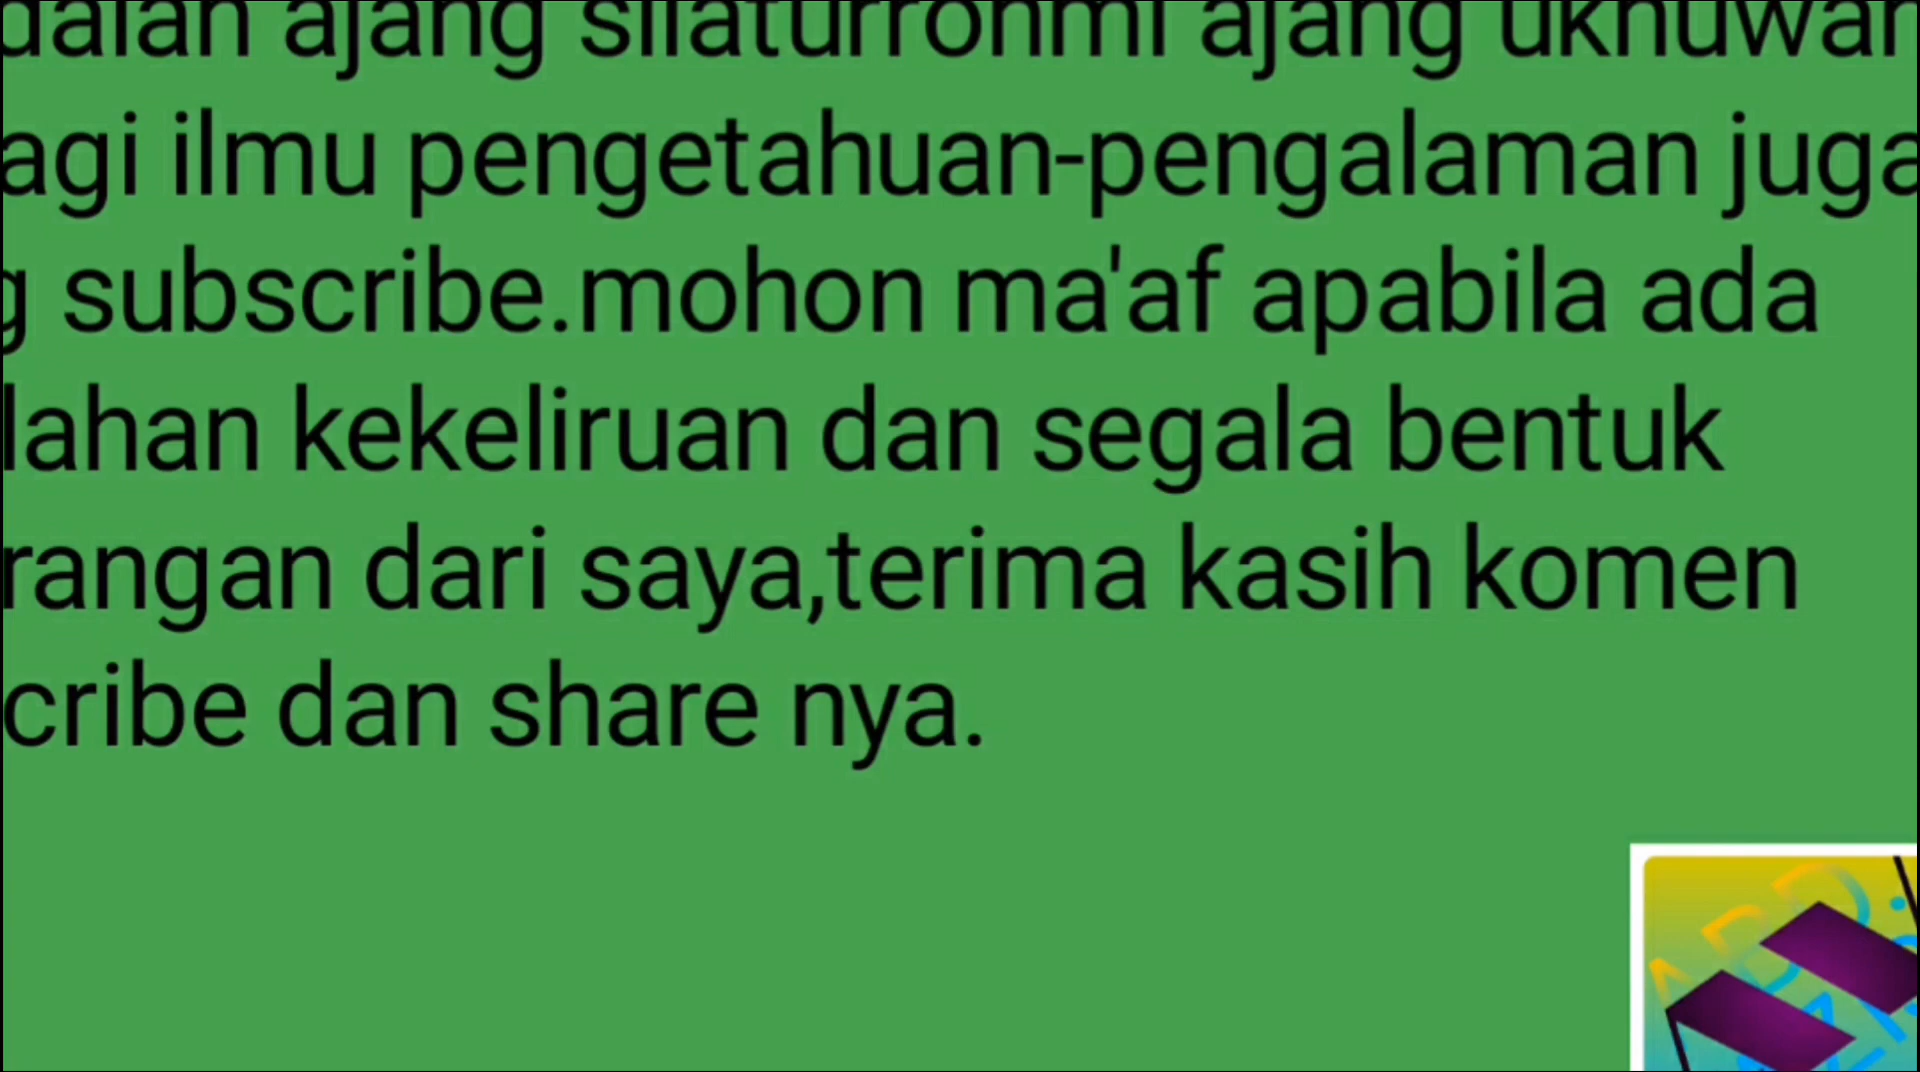 dalah ajang silaturrohmi ajang ukhuwah
agi ilmu pengetahuan-pengalaman juga
g subscribe.mohon ma'af apabila ada
lahan kekeliruan dan segala bentuk
rangan dari saya,terima kasih komen
cribe dan share nya.